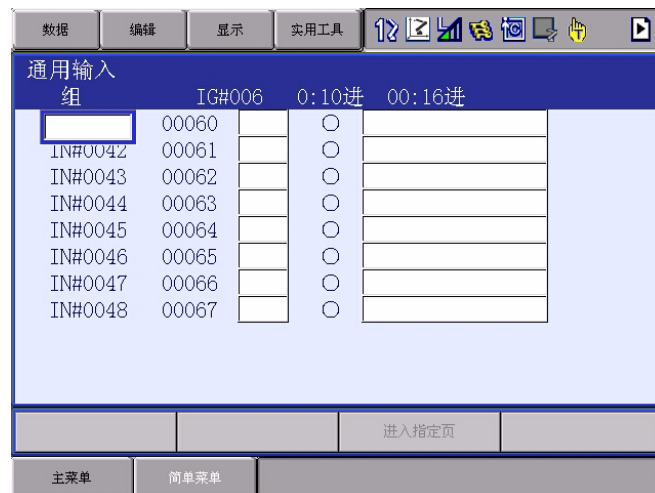 数据 编辑 显示 实用工具
通用输入
组 IG#006 0:10进 00:16进
00060
IN#0042 00061
IN#0043 00062
IN#0044 00063
IN#0045 00064
IN#0046 00065
IN#0047 00066
IN#0048 00067
进入指定页
主菜单 简单菜单